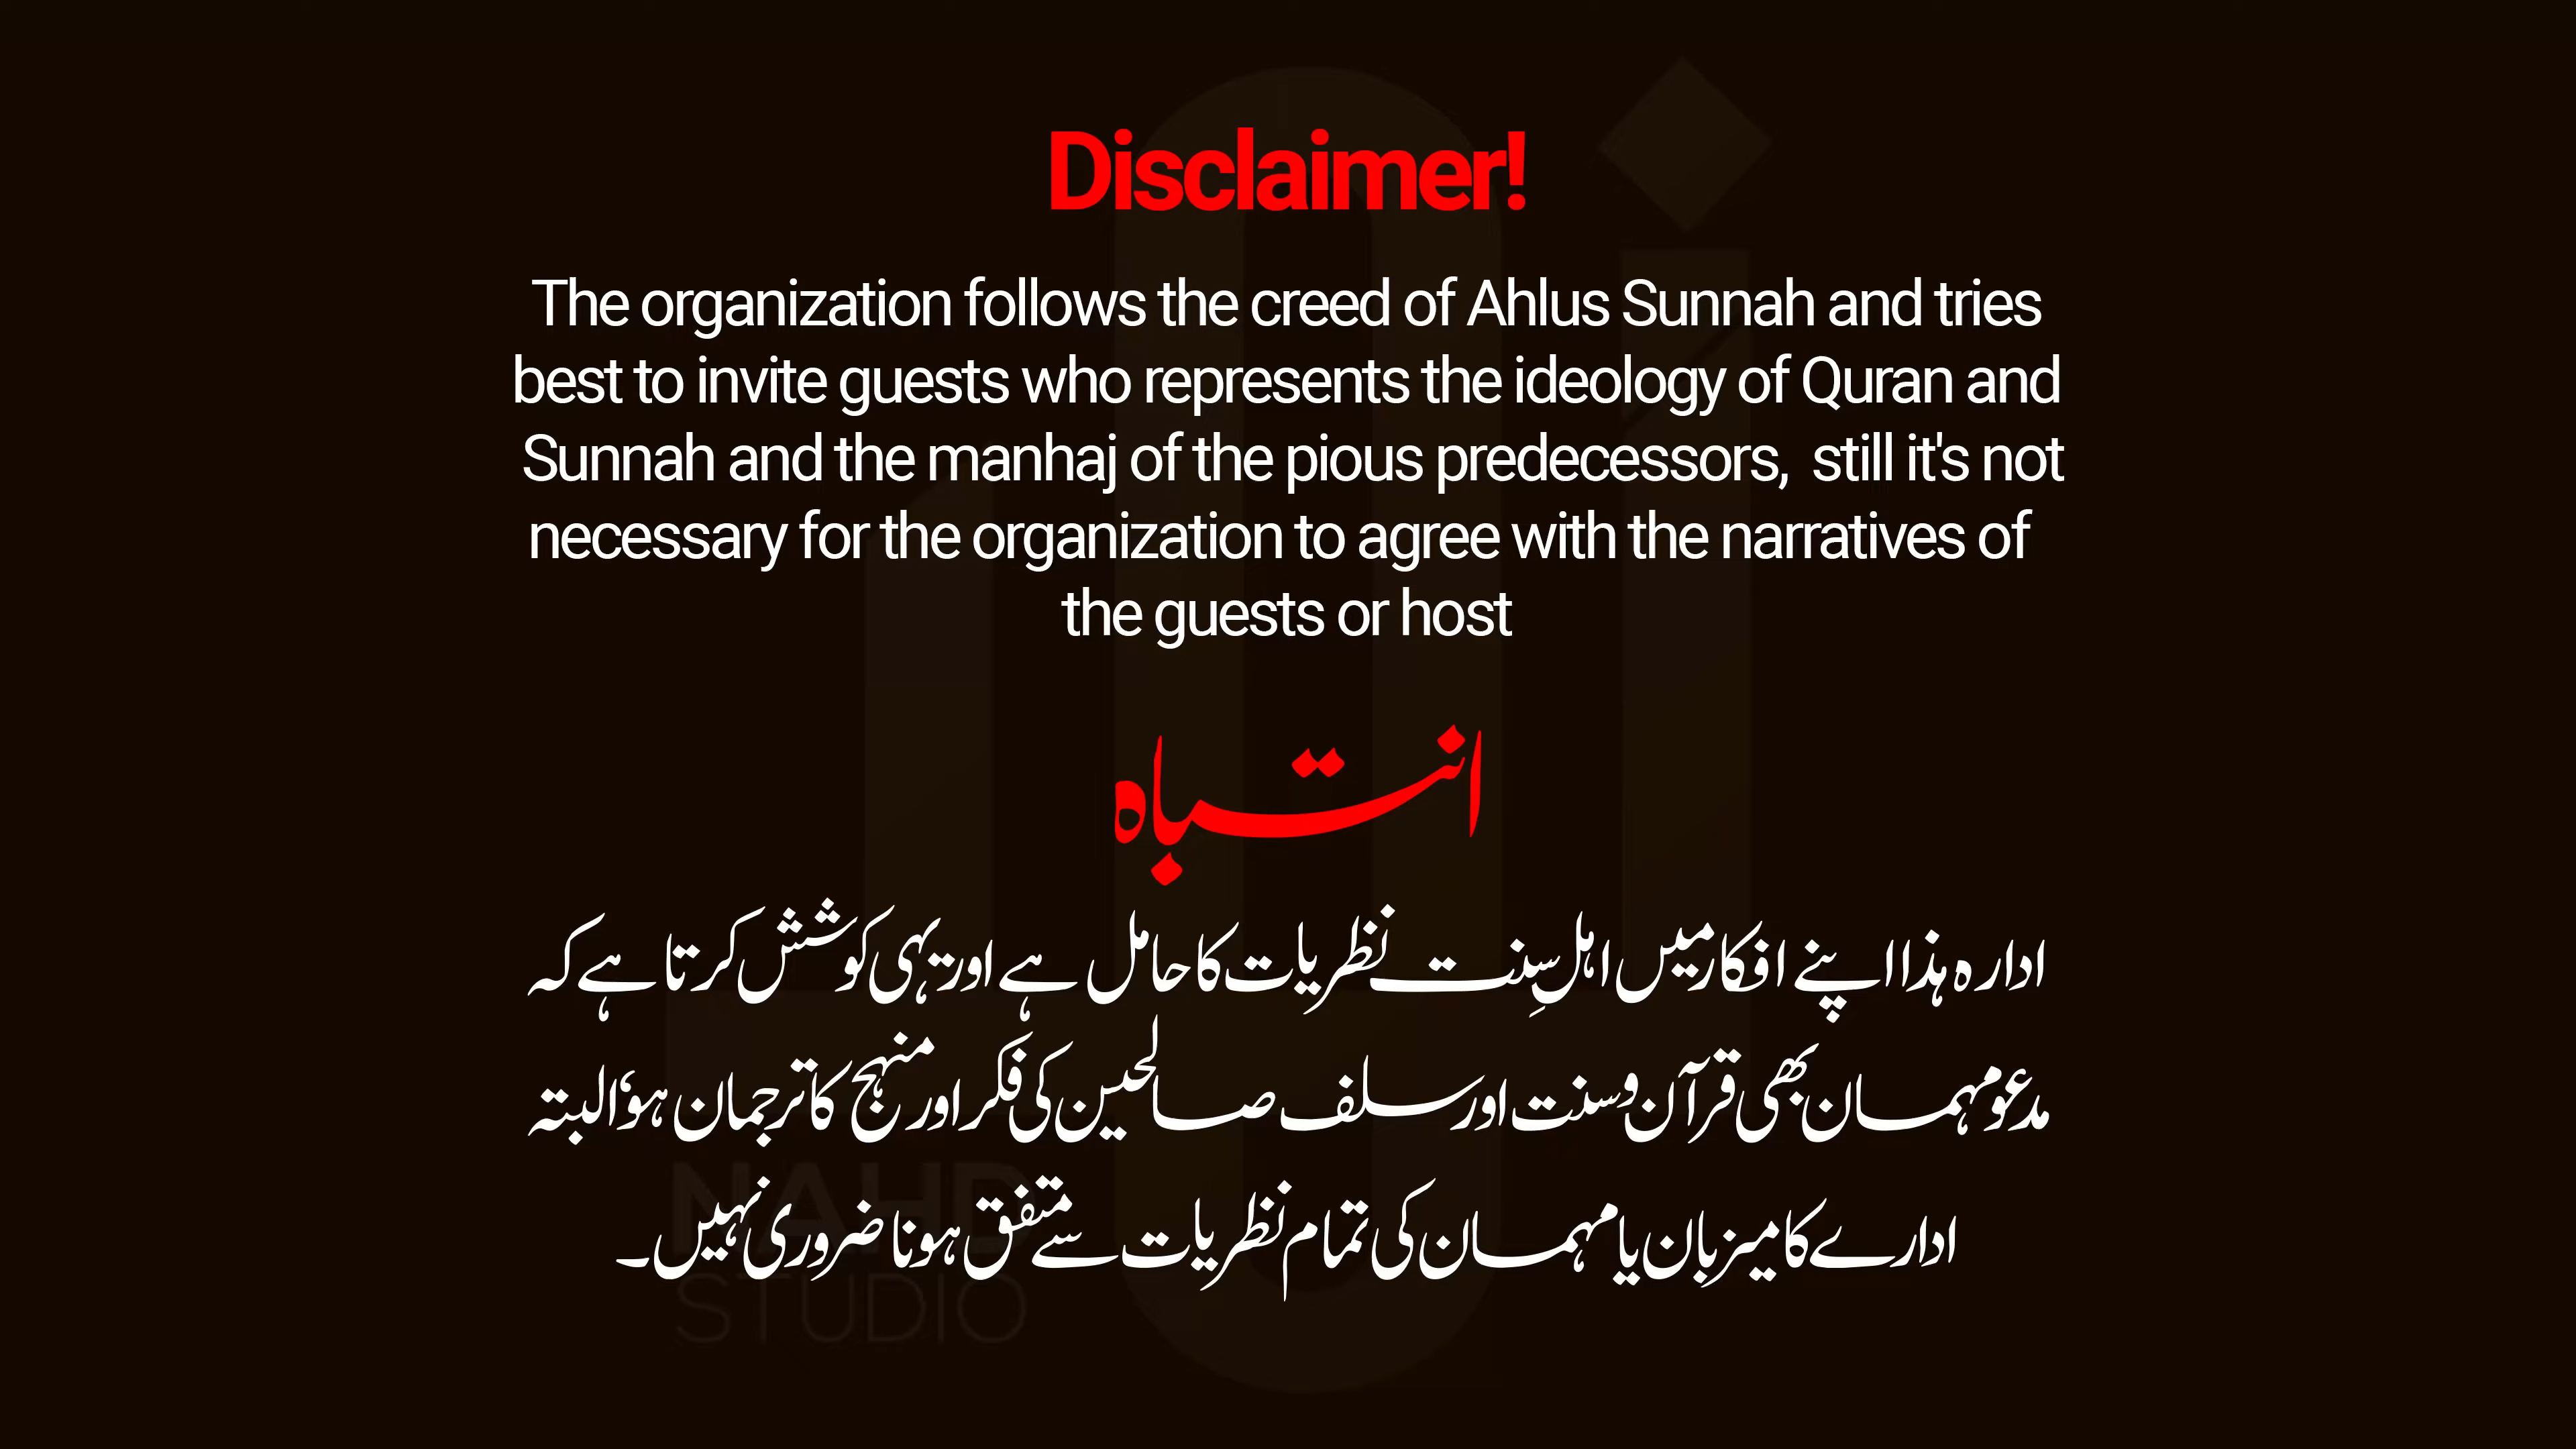 Disclaimer!
The organization follows the creed of Ahlus Sunnah and tries
best to invite guests who represents the ideology of Quran and
Sunnah and the manhaj of the pious predecessors, still it's not
necessary for the organization to agree with the narratives of
the guests or host
انتباہ
ادارہ ہذا اپنے افکار میں اہل سِنت نظریات کا حامل ہے اور یہی کوشش کرتا ہے کہ
مدعو مہمان بھی قرآن و سنت اور سلف صالحین کی فکر اور منہج کا ترجمان ہو، البتہ
ادارے کا میزبان یا مہمان کی تمام نظریات سے متفق ہونا ضروری نہیں۔
NAHD
STUDIO